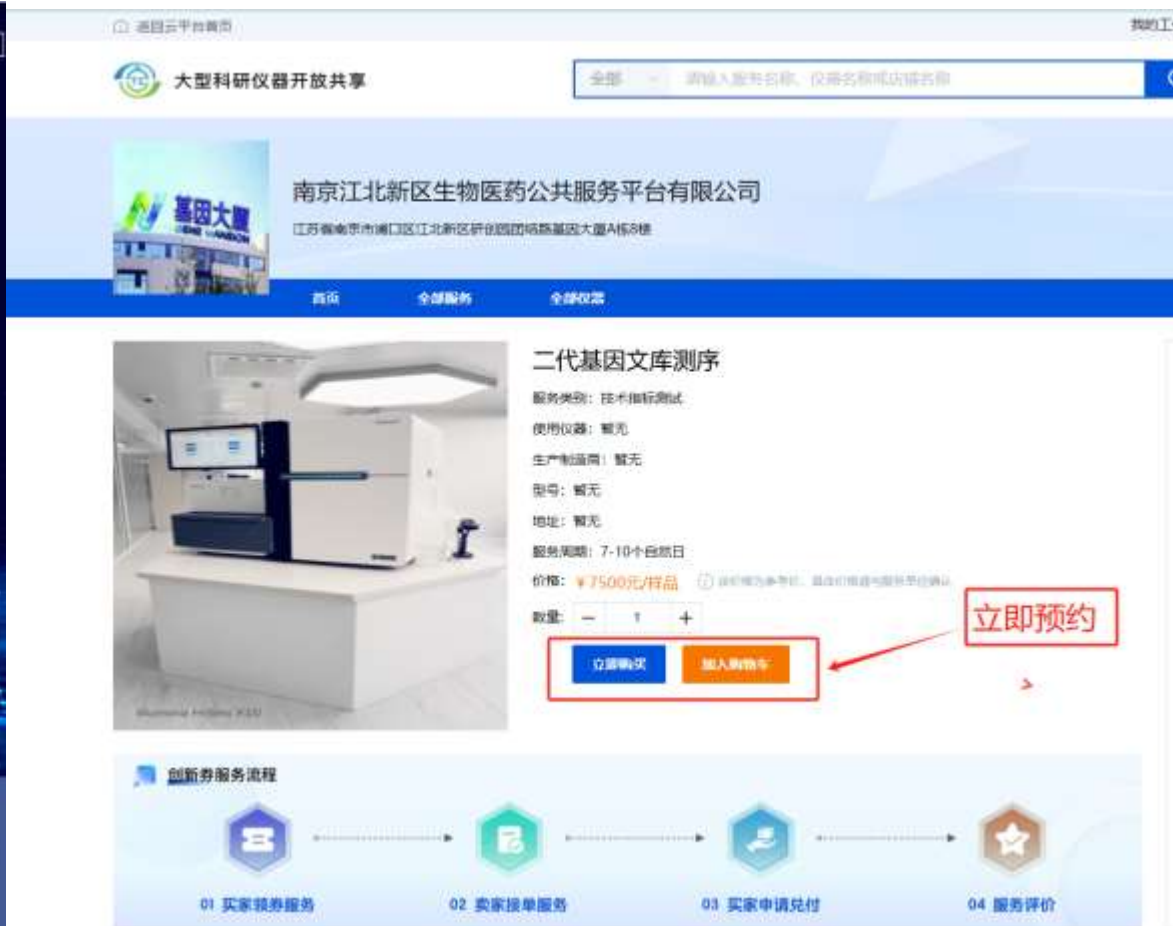 返回云平台首页
大型科研仪器开放共享
全部
请输入服务名称、仪器名称或店铺名称
基因大厦
南京江北新区生物医药公共服务平台有限公司
江苏省南京市浦口区江北新区研创园团结路基因大厦A栋8楼
首页 全部服务 全部仪器
二代基因文库测序
服务类别：技术指标测试
使用仪器：暂无
生产制造商：暂无
型号：暂无
地址：暂无
服务周期：7-10个自然日
价格：￥7500元/样品
数量: − 1 +
立即购买 加入购物车
立即预约
创新券服务流程
01 买家领券服务 02 卖家接单服务 03 买家申请兑付 04 服务评价